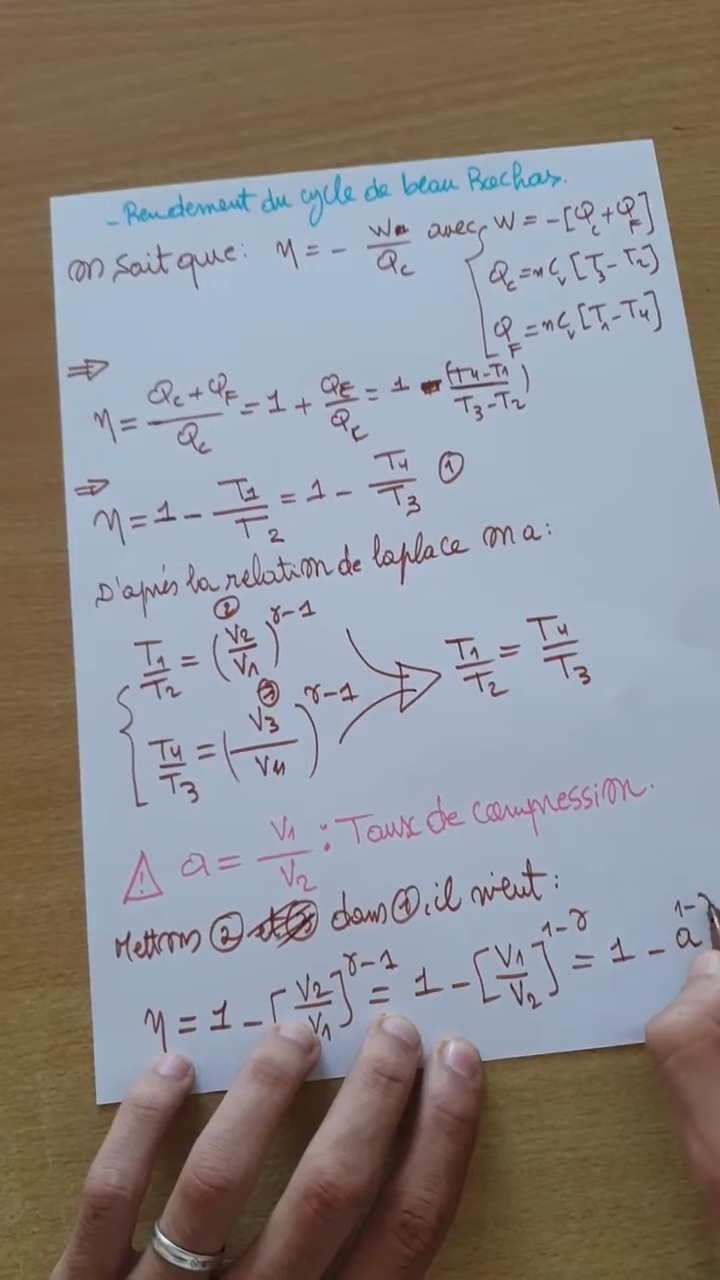 - Rendement du cycle de beau Rochas.
on sait que: η = - W/Qc avec { W = -[Qc + QF]
Qc = nCv[T3 - T2]
QF = nCv[T1 - T4]
⇒
η = (Qc + QF)/Qc = 1 + QF/Qc = 1 - (T4 - T1)/(T3 - T2)
⇒
η = 1 - T1/T2 = 1 - T4/T3 ①
D'après la relation de laplace on a:
{ T1/T2 = (V2/V1)^(γ-1) ②
T4/T3 = (V3/V4)^(γ-1) ③
T1/T2 = T4/T3
⚠ a = V1/V2 : Taux de compression.
Mettons ② dans ①, il vient:
η = 1 - [V2/V1]^(γ-1) = 1 - [V1/V2]^(1-γ) = 1 - a^(1-